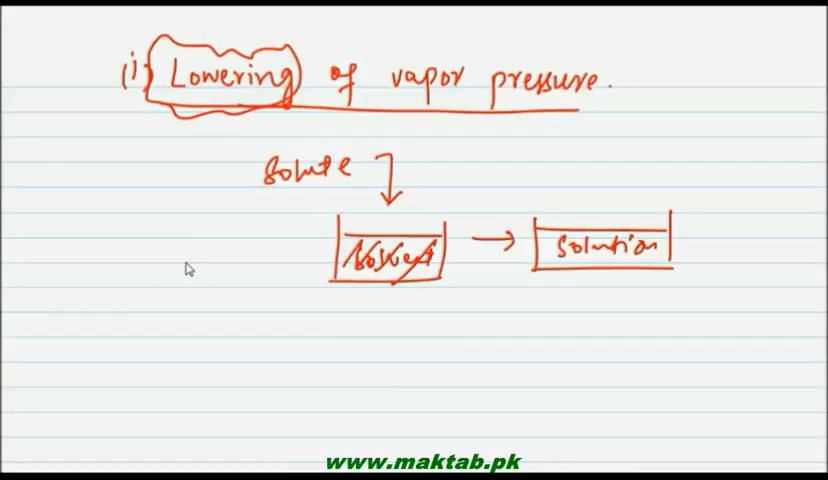 (i) Lowering of vapor pressure.
Solute
Solvent → Solution
www.maktab.pk